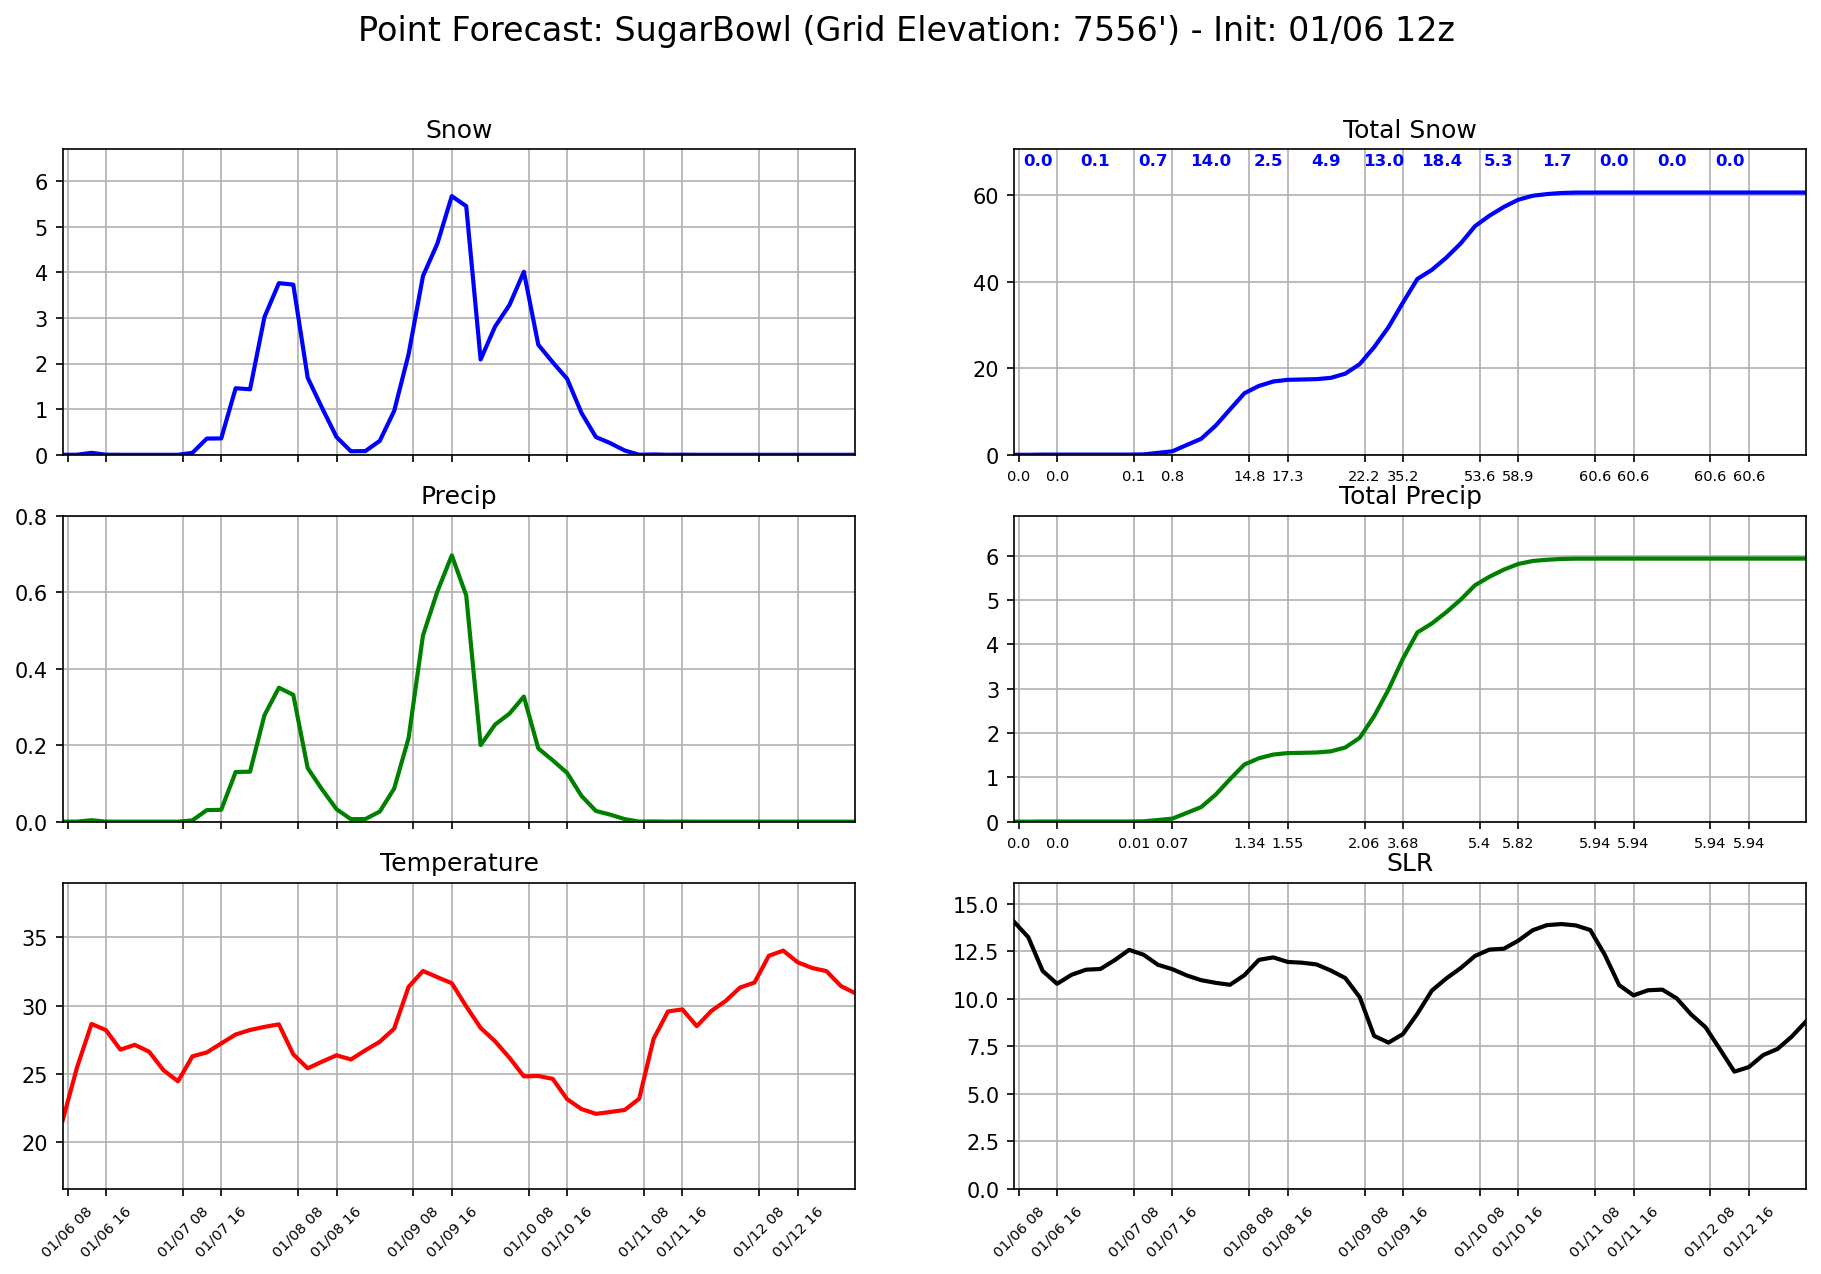 Point Forecast: SugarBowl (Grid Elevation: 7556') - Init: 01/06 12z
Snow
6
5
4
3
2
1
0
Total Snow
0.0 0.1 0.7 14.0 2.5 4.9 13.0 18.4 5.3 1.7 0.0 0.0 0.0
60
40
20
0
0.0 0.0 0.1 0.8 14.8 17.3 22.2 35.2 53.6 58.9 60.6 60.6 60.6 60.6
Precip
0.8
0.6
0.4
0.2
0.0
Total Precip
6
5
4
3
2
1
0
0.0 0.0 0.01 0.07 1.34 1.55 2.06 3.68 5.4 5.82 5.94 5.94 5.94 5.94
Temperature
35
30
25
20
01/06 08 01/06 16 01/07 08 01/07 16 01/08 08 01/08 16 01/09 08 01/09 16 01/10 08 01/10 16 01/11 08 01/11 16 01/12 08 01/12 16
SLR
15.0
12.5
10.0
7.5
5.0
2.5
0.0
01/06 08 01/06 16 01/07 08 01/07 16 01/08 08 01/08 16 01/09 08 01/09 16 01/10 08 01/10 16 01/11 08 01/11 16 01/12 08 01/12 16